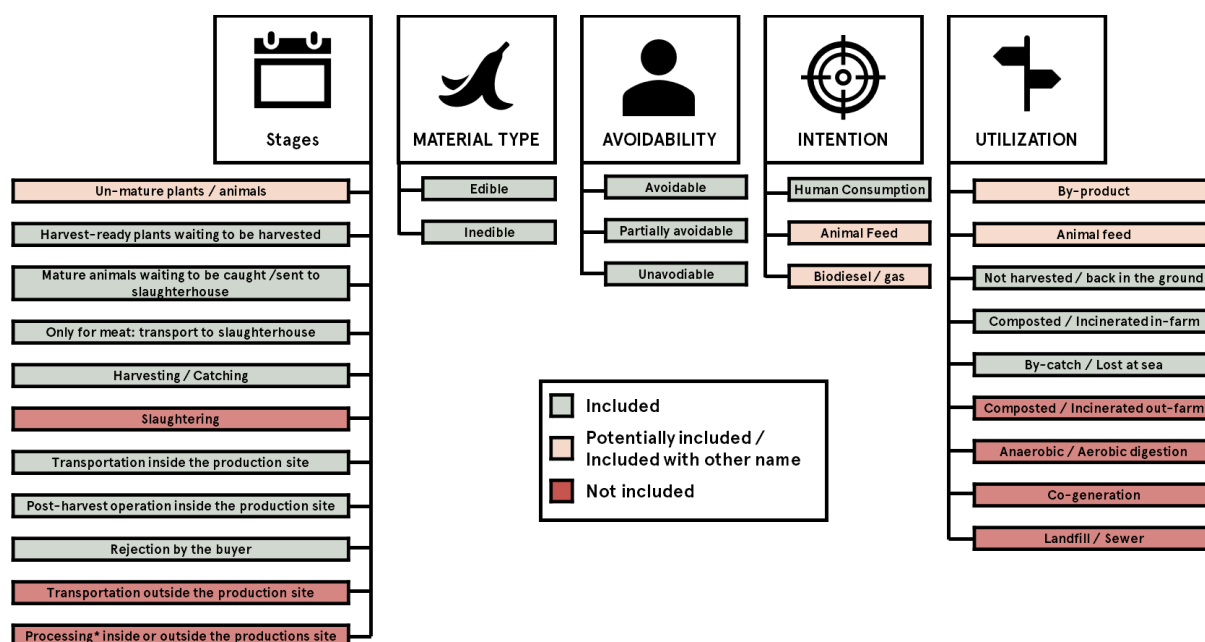 Stages
Un-mature plants / animals
Harvest-ready plants waiting to be harvested
Mature animals waiting to be caught /sent to
slaughterhouse
Only for meat: transport to slaughterhouse
Harvesting / Catching
Slaughtering
Transportation inside the production site
Post-harvest operation inside the production site
Rejection by the buyer
Transportation outside the production site
Processing* inside or outside the productions site
MATERIAL TYPE
Edible
Inedible
AVOIDABILITY
Avoidable
Partially avoidable
Unavodiable
INTENTION
Human Consumption
Animal Feed
Biodiesel / gas
UTILIZATION
By-product
Animal feed
Not harvested / back in the ground
Composted / Incinerated in-farm
By-catch / Lost at sea
Composted / Incinerated out-farm
Anaerobic / Aerobic digestion
Co-generation
Landfill / Sewer
Included
Potentially included /
Included with other name
Not included